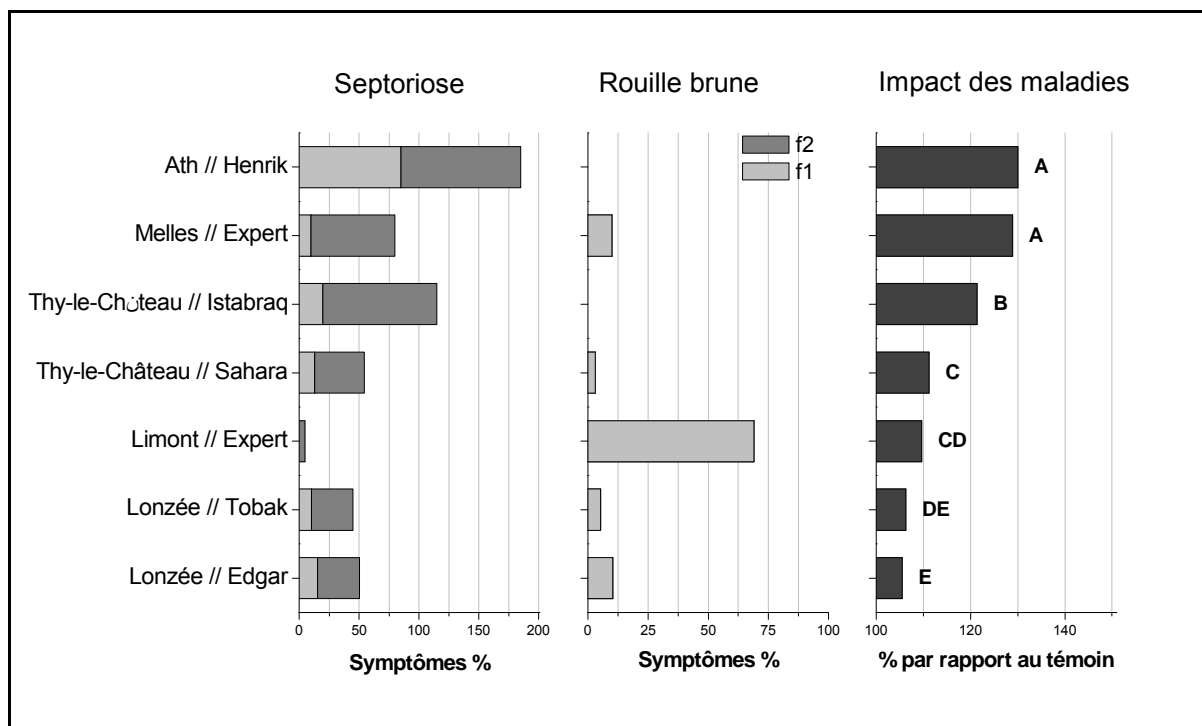 Septoriose
Rouille brune
Impact des maladies
f2
f1
Ath // Henrik
A
Melles // Expert
A
Thy-le-Chنteau // Istabraq
B
Thy-le-Château // Sahara
C
Limont // Expert
CD
Lonzée // Tobak
DE
Lonzée // Edgar
E
0 50 100 150 200
0 25 50 75 100
100 120 140
Symptômes %
Symptômes %
% par rapport au témoin